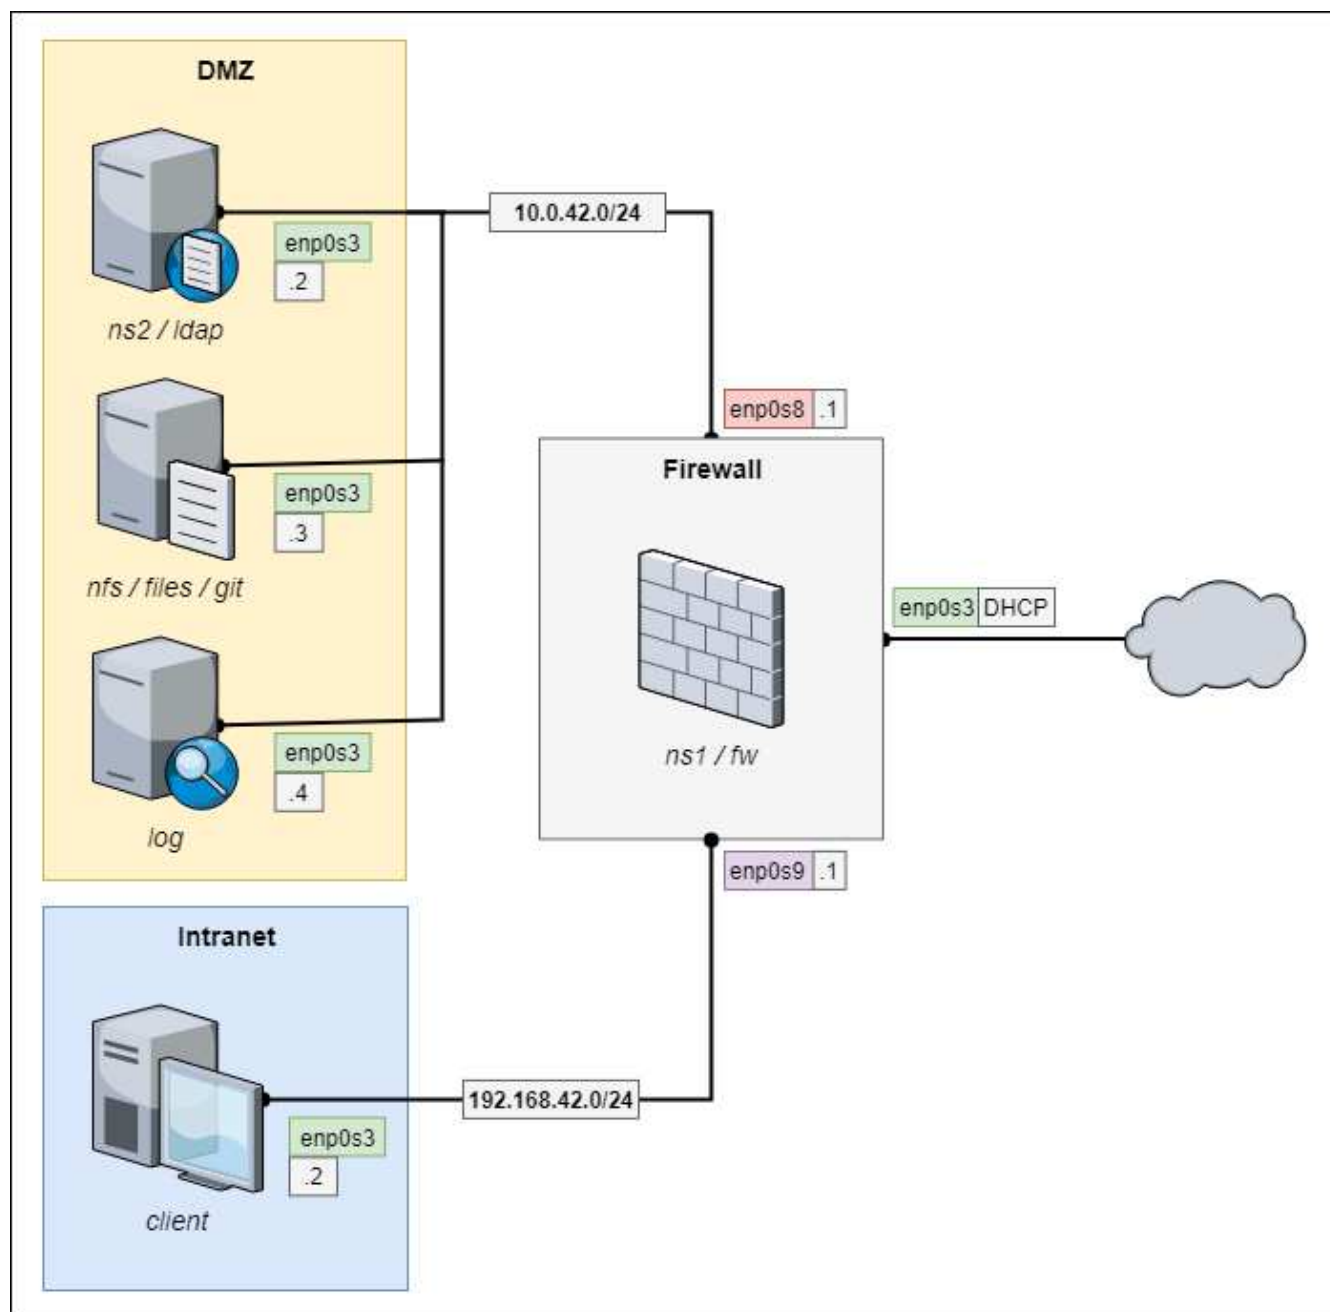 DMZ
enp0s3
.2
ns2 / ldap
enp0s3
.3
nfs / files / git
enp0s3
.4
log
10.0.42.0/24
enp0s8 .1
Firewall
ns1 / fw
enp0s3 DHCP
enp0s9 .1
Intranet
enp0s3
.2
client
192.168.42.0/24